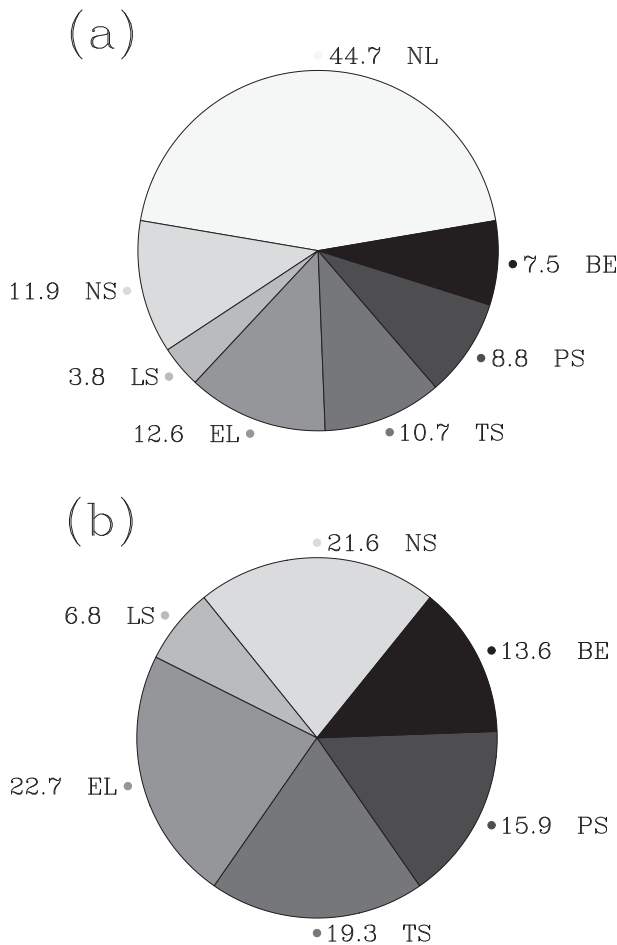 (a)
44.7 NL
7.5 BE
11.9 NS
8.8 PS
3.8 LS
12.6 EL
10.7 TS
(b)
21.6 NS
6.8 LS
13.6 BE
22.7 EL
15.9 PS
19.3 TS